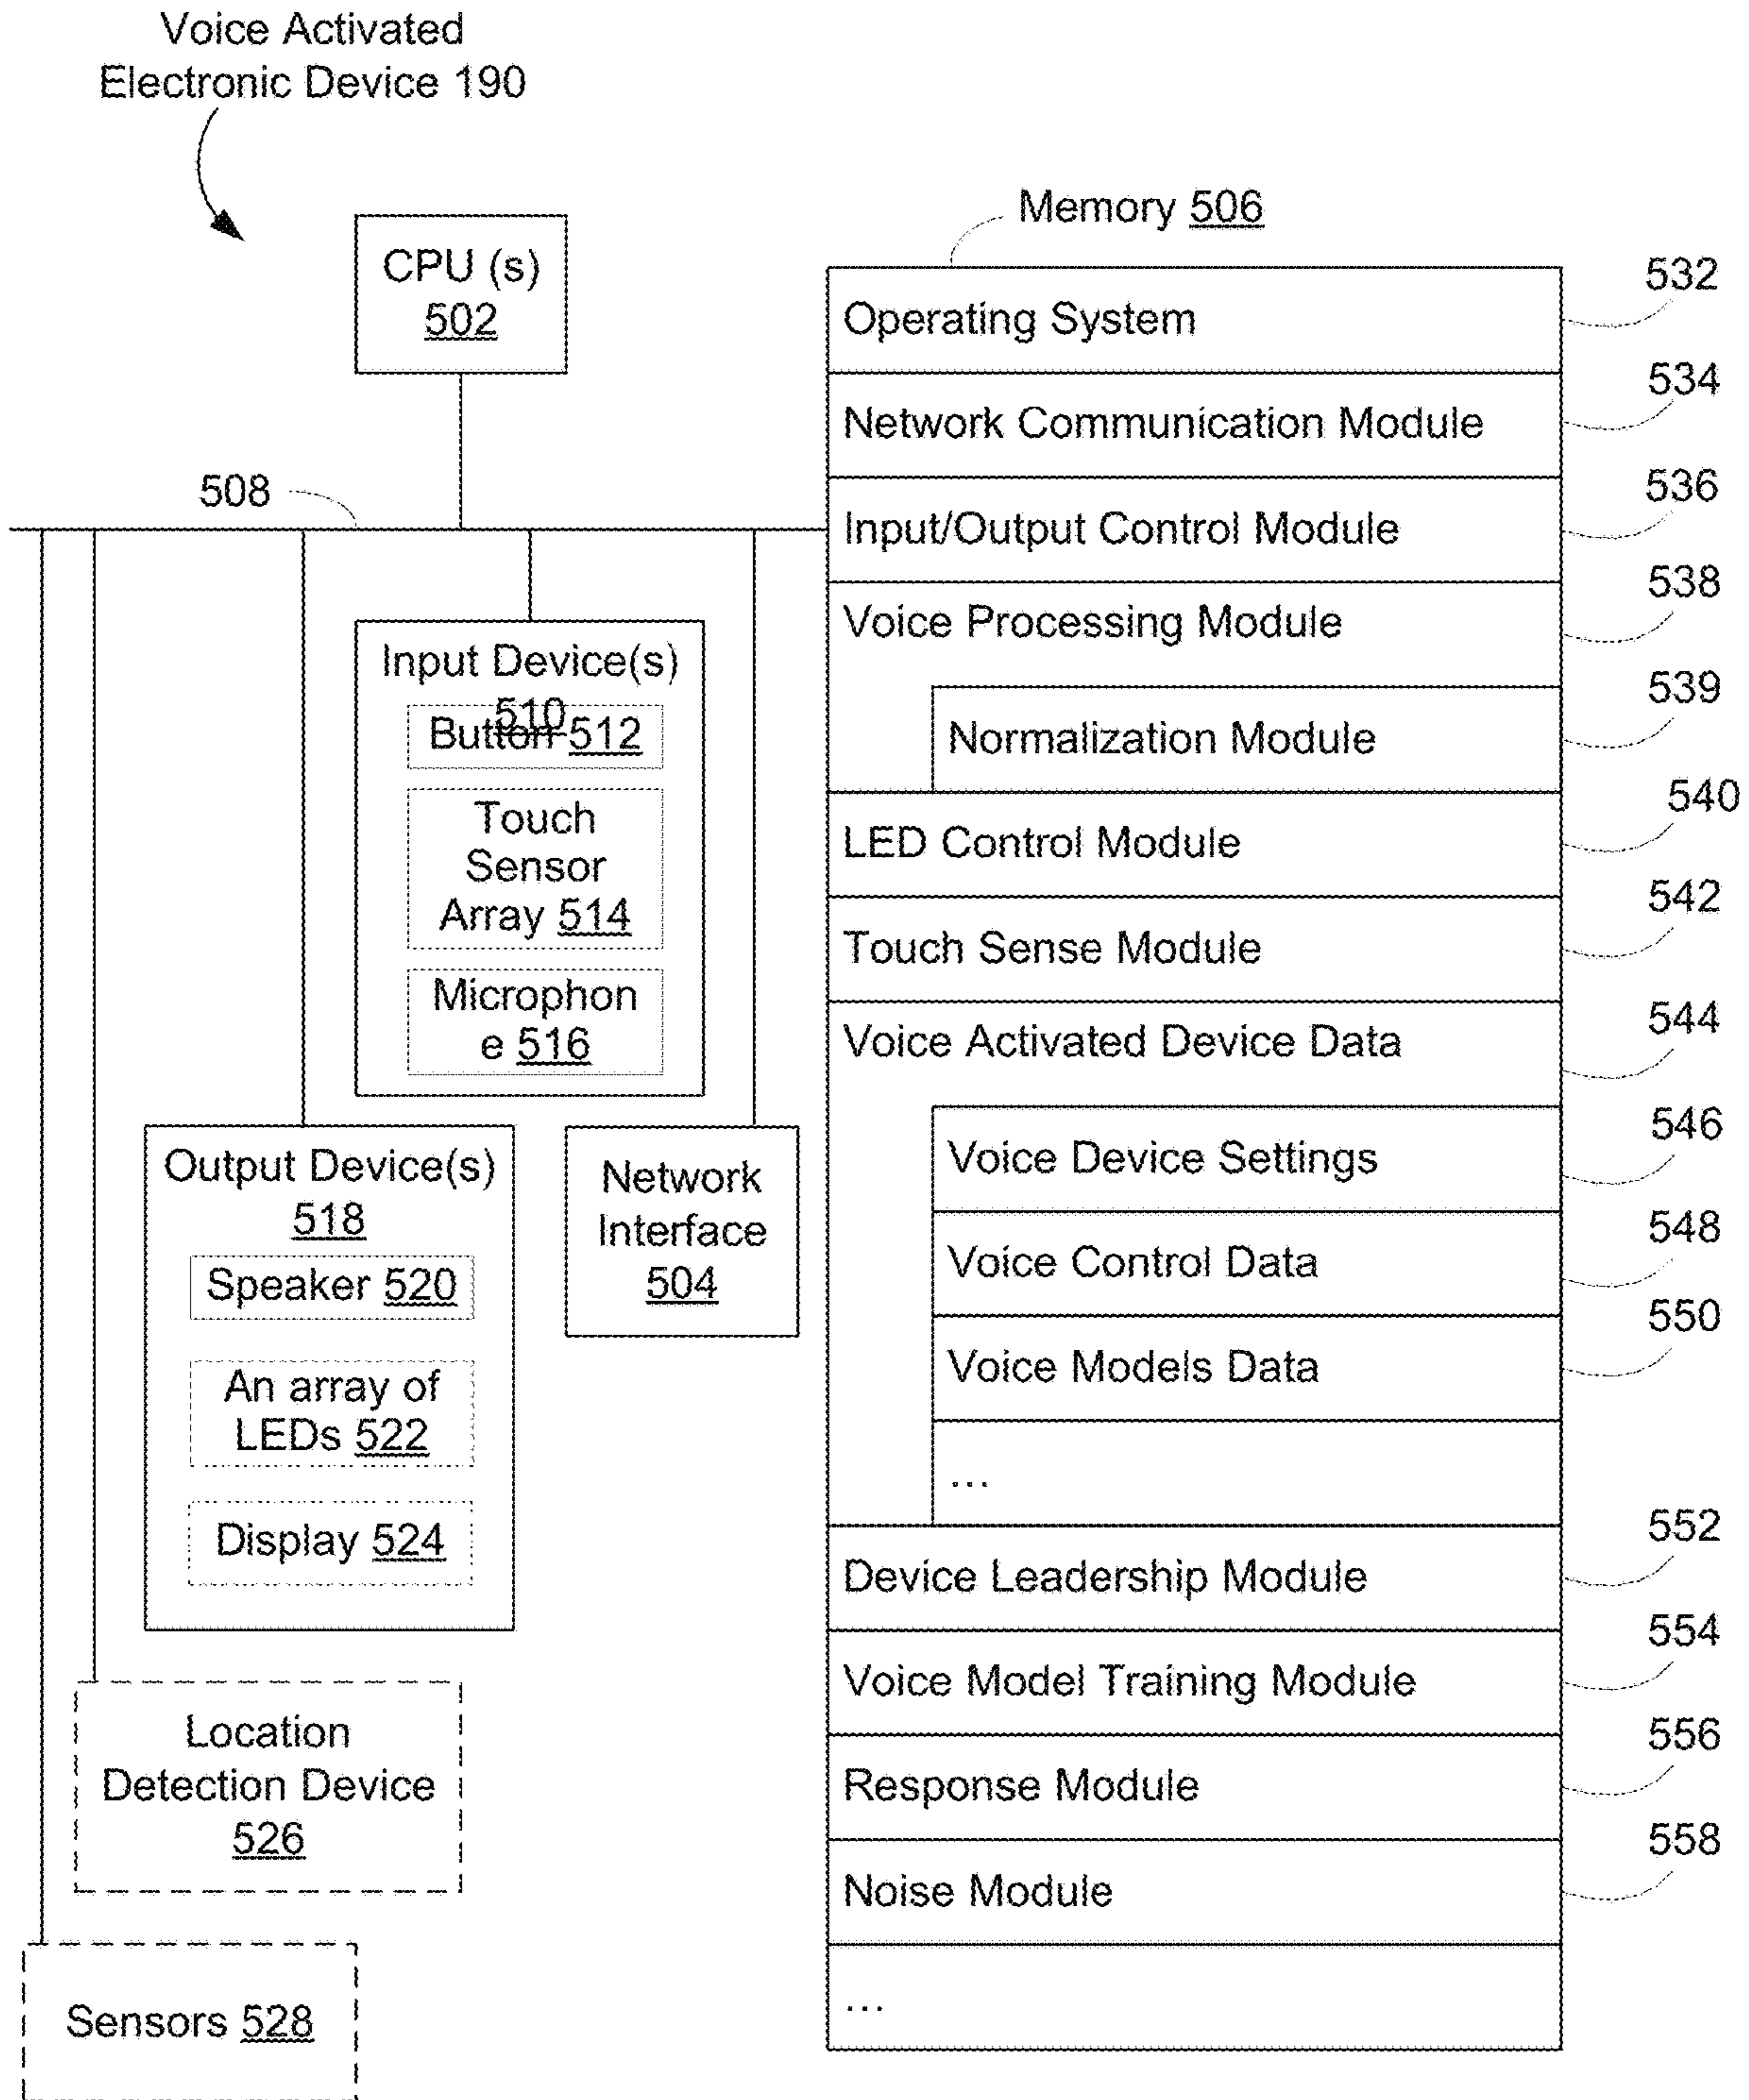 Voice Activated
Electronic Device 190
CPU (s)
502
508
Input Device(s)
510
Button 512
Touch
Sensor
Array 514
Microphon
e 516
Output Device(s)
518
Speaker 520
An array of
LEDs 522
Display 524
Network
Interface
504
Location
Detection Device
526
Sensors 528
Memory 506
Operating System
532
Network Communication Module
534
Input/Output Control Module
536
Voice Processing Module
538
Normalization Module
539
LED Control Module
540
Touch Sense Module
542
Voice Activated Device Data
544
Voice Device Settings
546
Voice Control Data
548
Voice Models Data
550
...
Device Leadership Module
552
Voice Model Training Module
554
Response Module
556
Noise Module
558
...